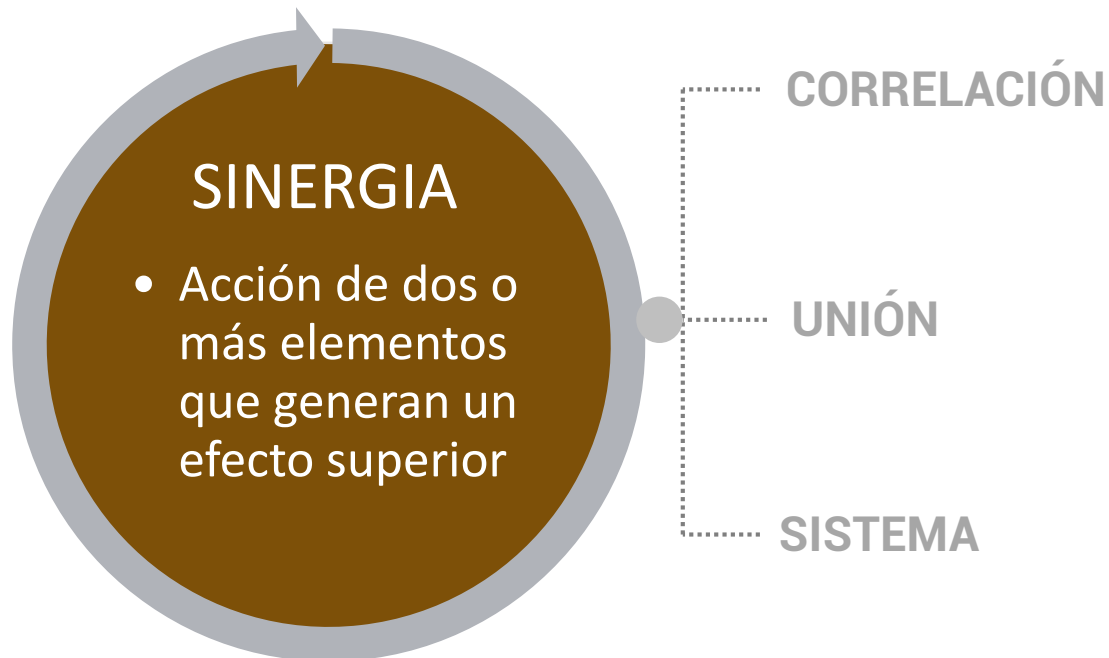 SINERGIA
• Acción de dos o
más elementos
que generan un
efecto superior
CORRELACIÓN
UNIÓN
SISTEMA